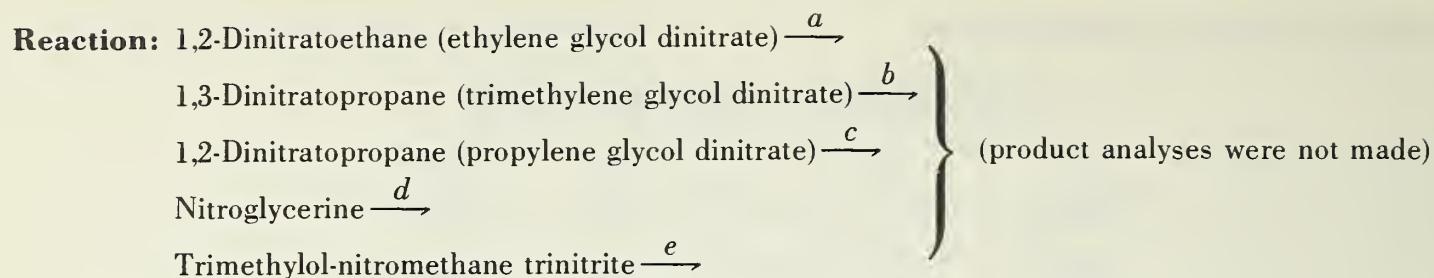 Reaction: 1,2-Dinitratoethane (ethylene glycol dinitrate) a→
1,3-Dinitratopropane (trimethylene glycol dinitrate) b→
1,2-Dinitratopropane (propylene glycol dinitrate) c→ (product analyses were not made)
Nitroglycerine d→
Trimethylol-nitromethane trinitrite e→